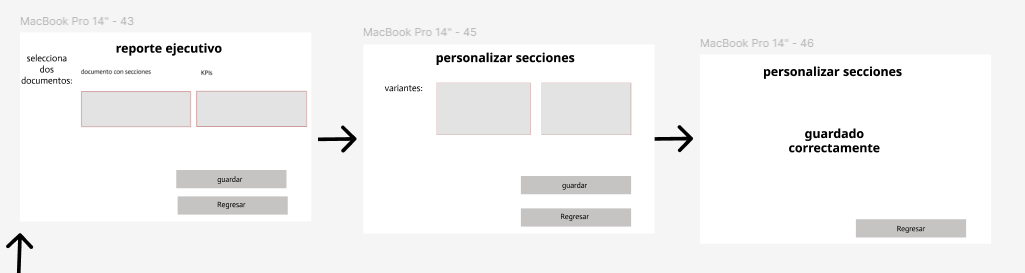 MacBook Pro 14" - 43
reporte ejecutivo
selecciona
dos
documentos:
documento con secciones
KPIs
guardar
Regresar
MacBook Pro 14" - 45
personalizar secciones
variantes:
guardar
Regresar
MacBook Pro 14" - 46
personalizar secciones
guardado
correctamente
Regresar